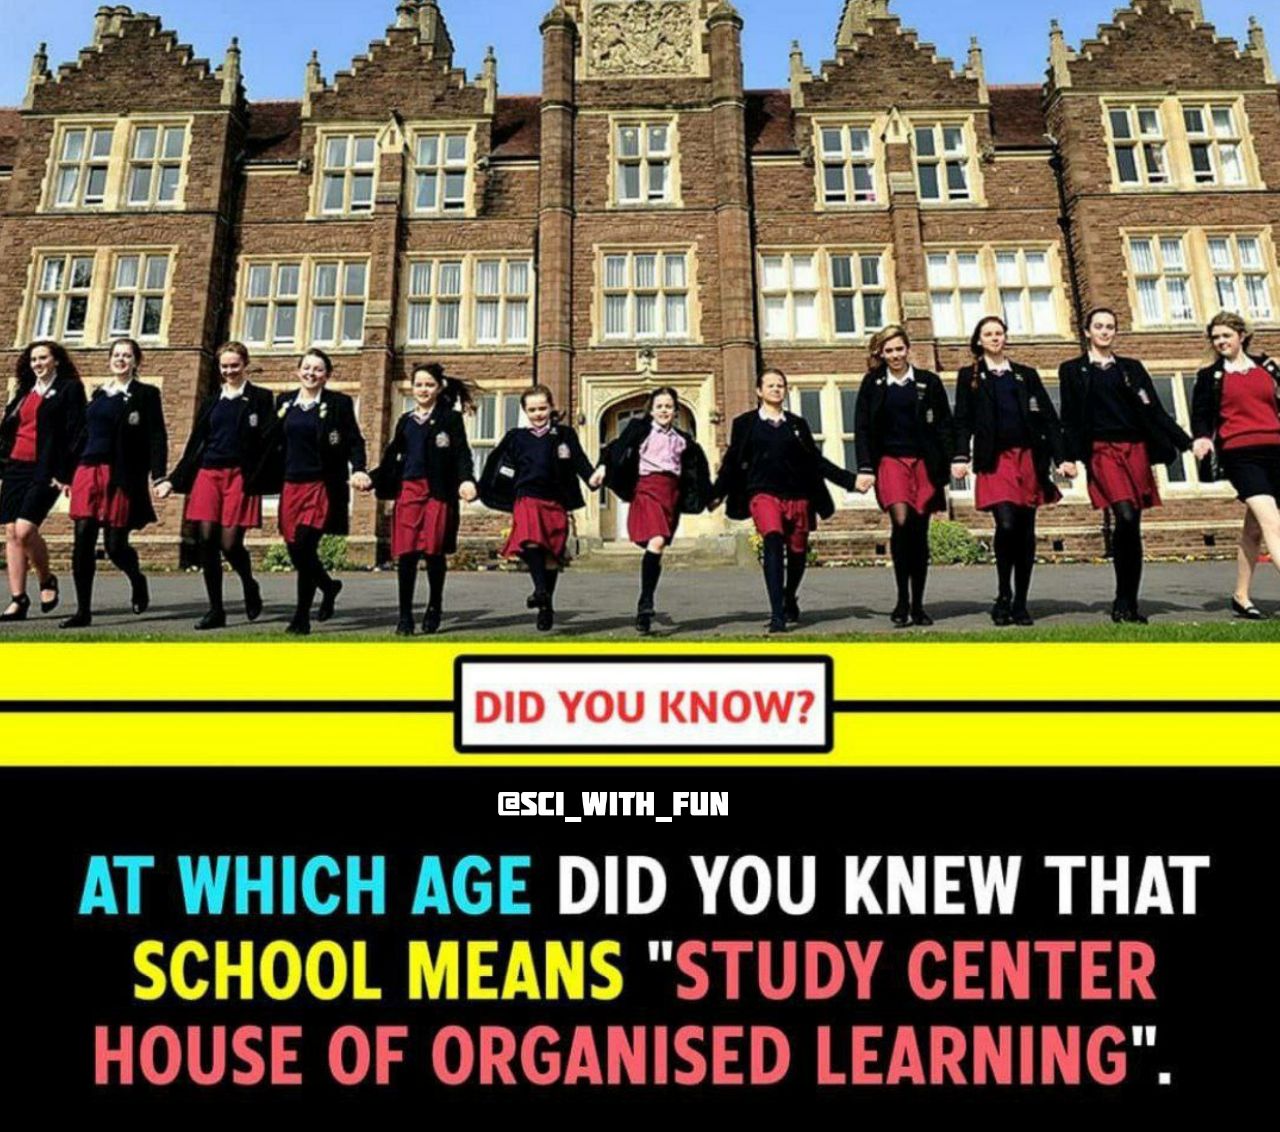 DID YOU KNOW?
@SCI_WITH_FUN
AT WHICH AGE DID YOU KNEW THAT
SCHOOL MEANS "STUDY CENTER
HOUSE OF ORGANISED LEARNING".